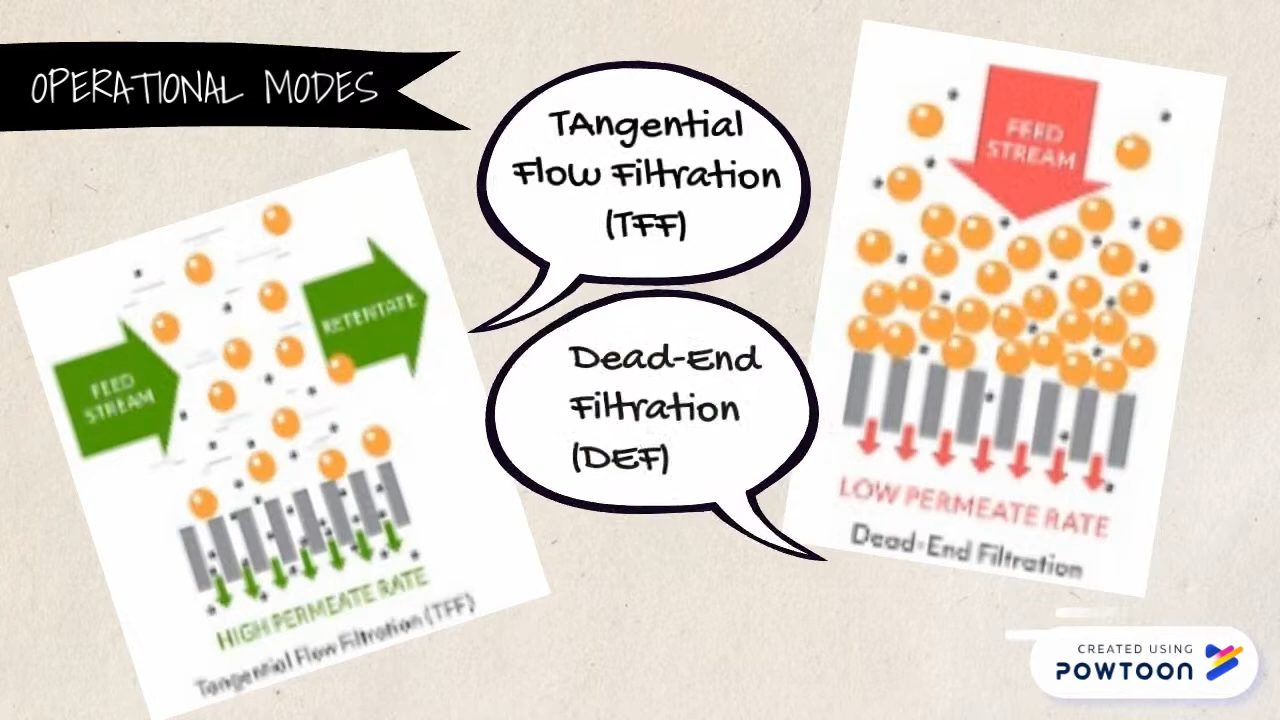 OPERATIONAL MODES
TAngential
Flow Filtration
(TFF)
Dead-End
Filtration
(DEF)
FEED
STREAM
RETENTATE
HIGH PERMEATE RATE
Tangential Flow Filtration (TFF)
FEED
STREAM
LOW PERMEATE RATE
Dead-End Filtration
CREATED USING
POWTOON